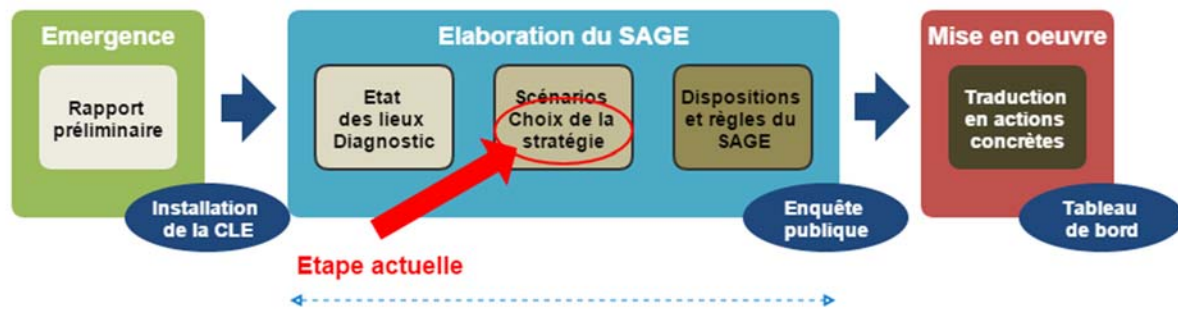 Emergence
Rapport
préliminaire
Installation
de la CLE
Elaboration du SAGE
Etat
des lieux
Diagnostic
Scénarios
Choix de la
stratégie
Dispositions
et règles du
SAGE
Enquête
publique
Etape actuelle
Mise en oeuvre
Traduction
en actions
concrètes
Tableau
de bord